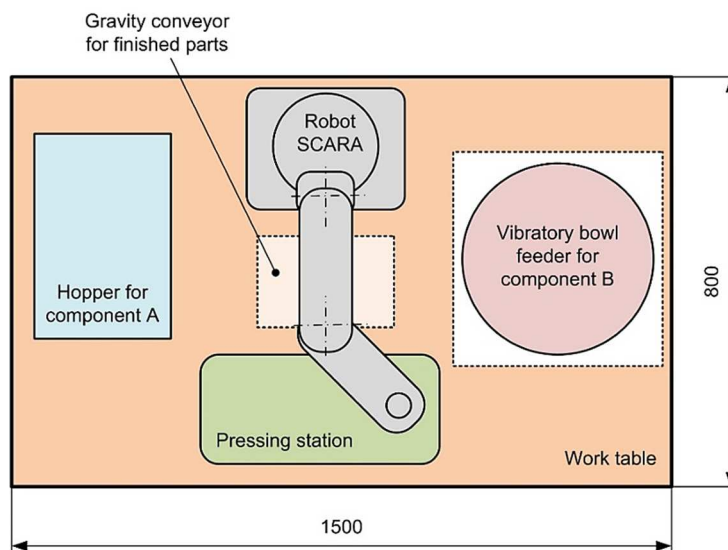 Gravity conveyor
for finished parts
Robot
SCARA
Hopper for
component A
Vibratory bowl
feeder for
component B
Pressing station
Work table
800
1500